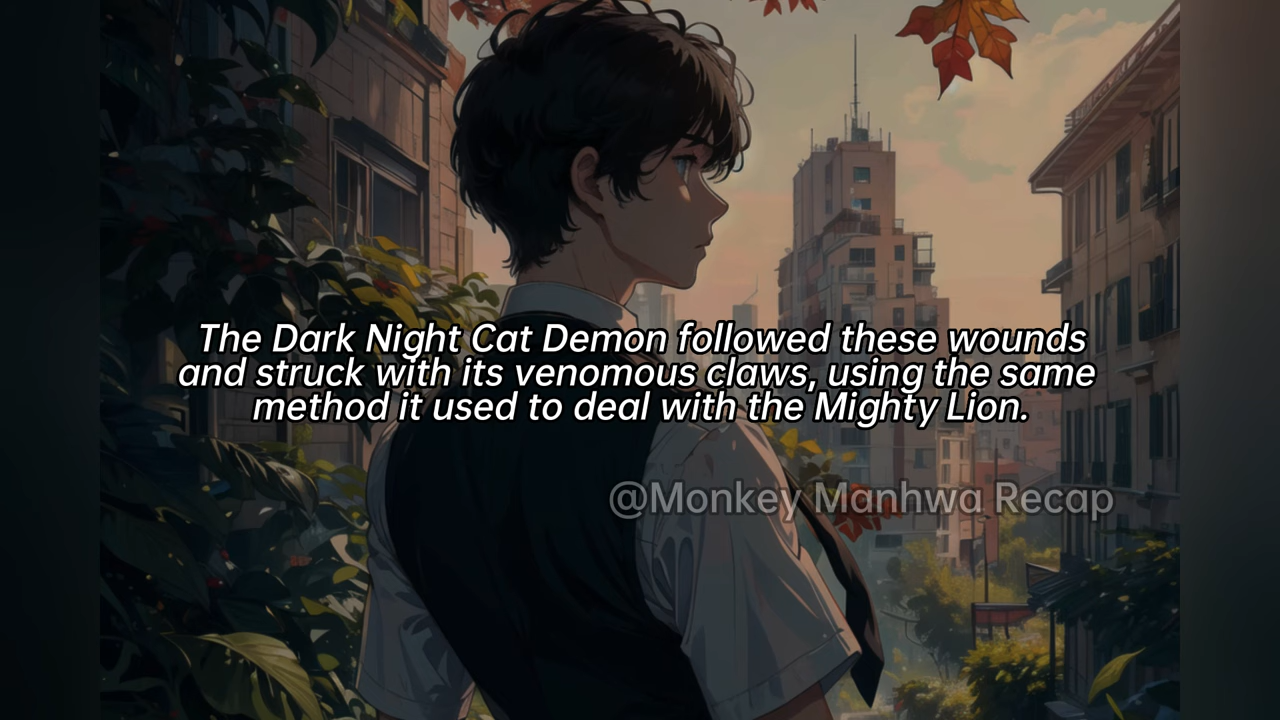 The Dark Night Cat Demon followed these wounds
and struck with its venomous claws, using the same
method it used to deal with the Mighty Lion.
@Monkey Manhwa Recap